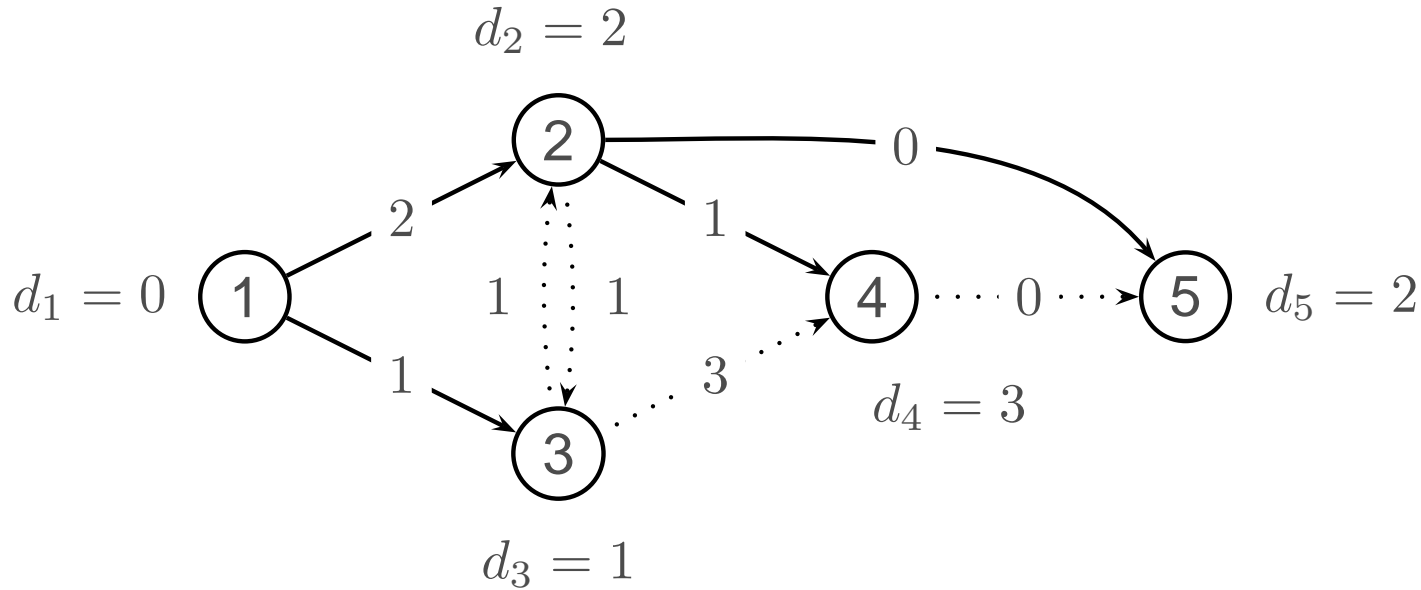 d₂ = 2
2
0
2
1
d₁ = 0
1
1
1
4
0
5
d₅ = 2
1
3
d₄ = 3
3
d₃ = 1